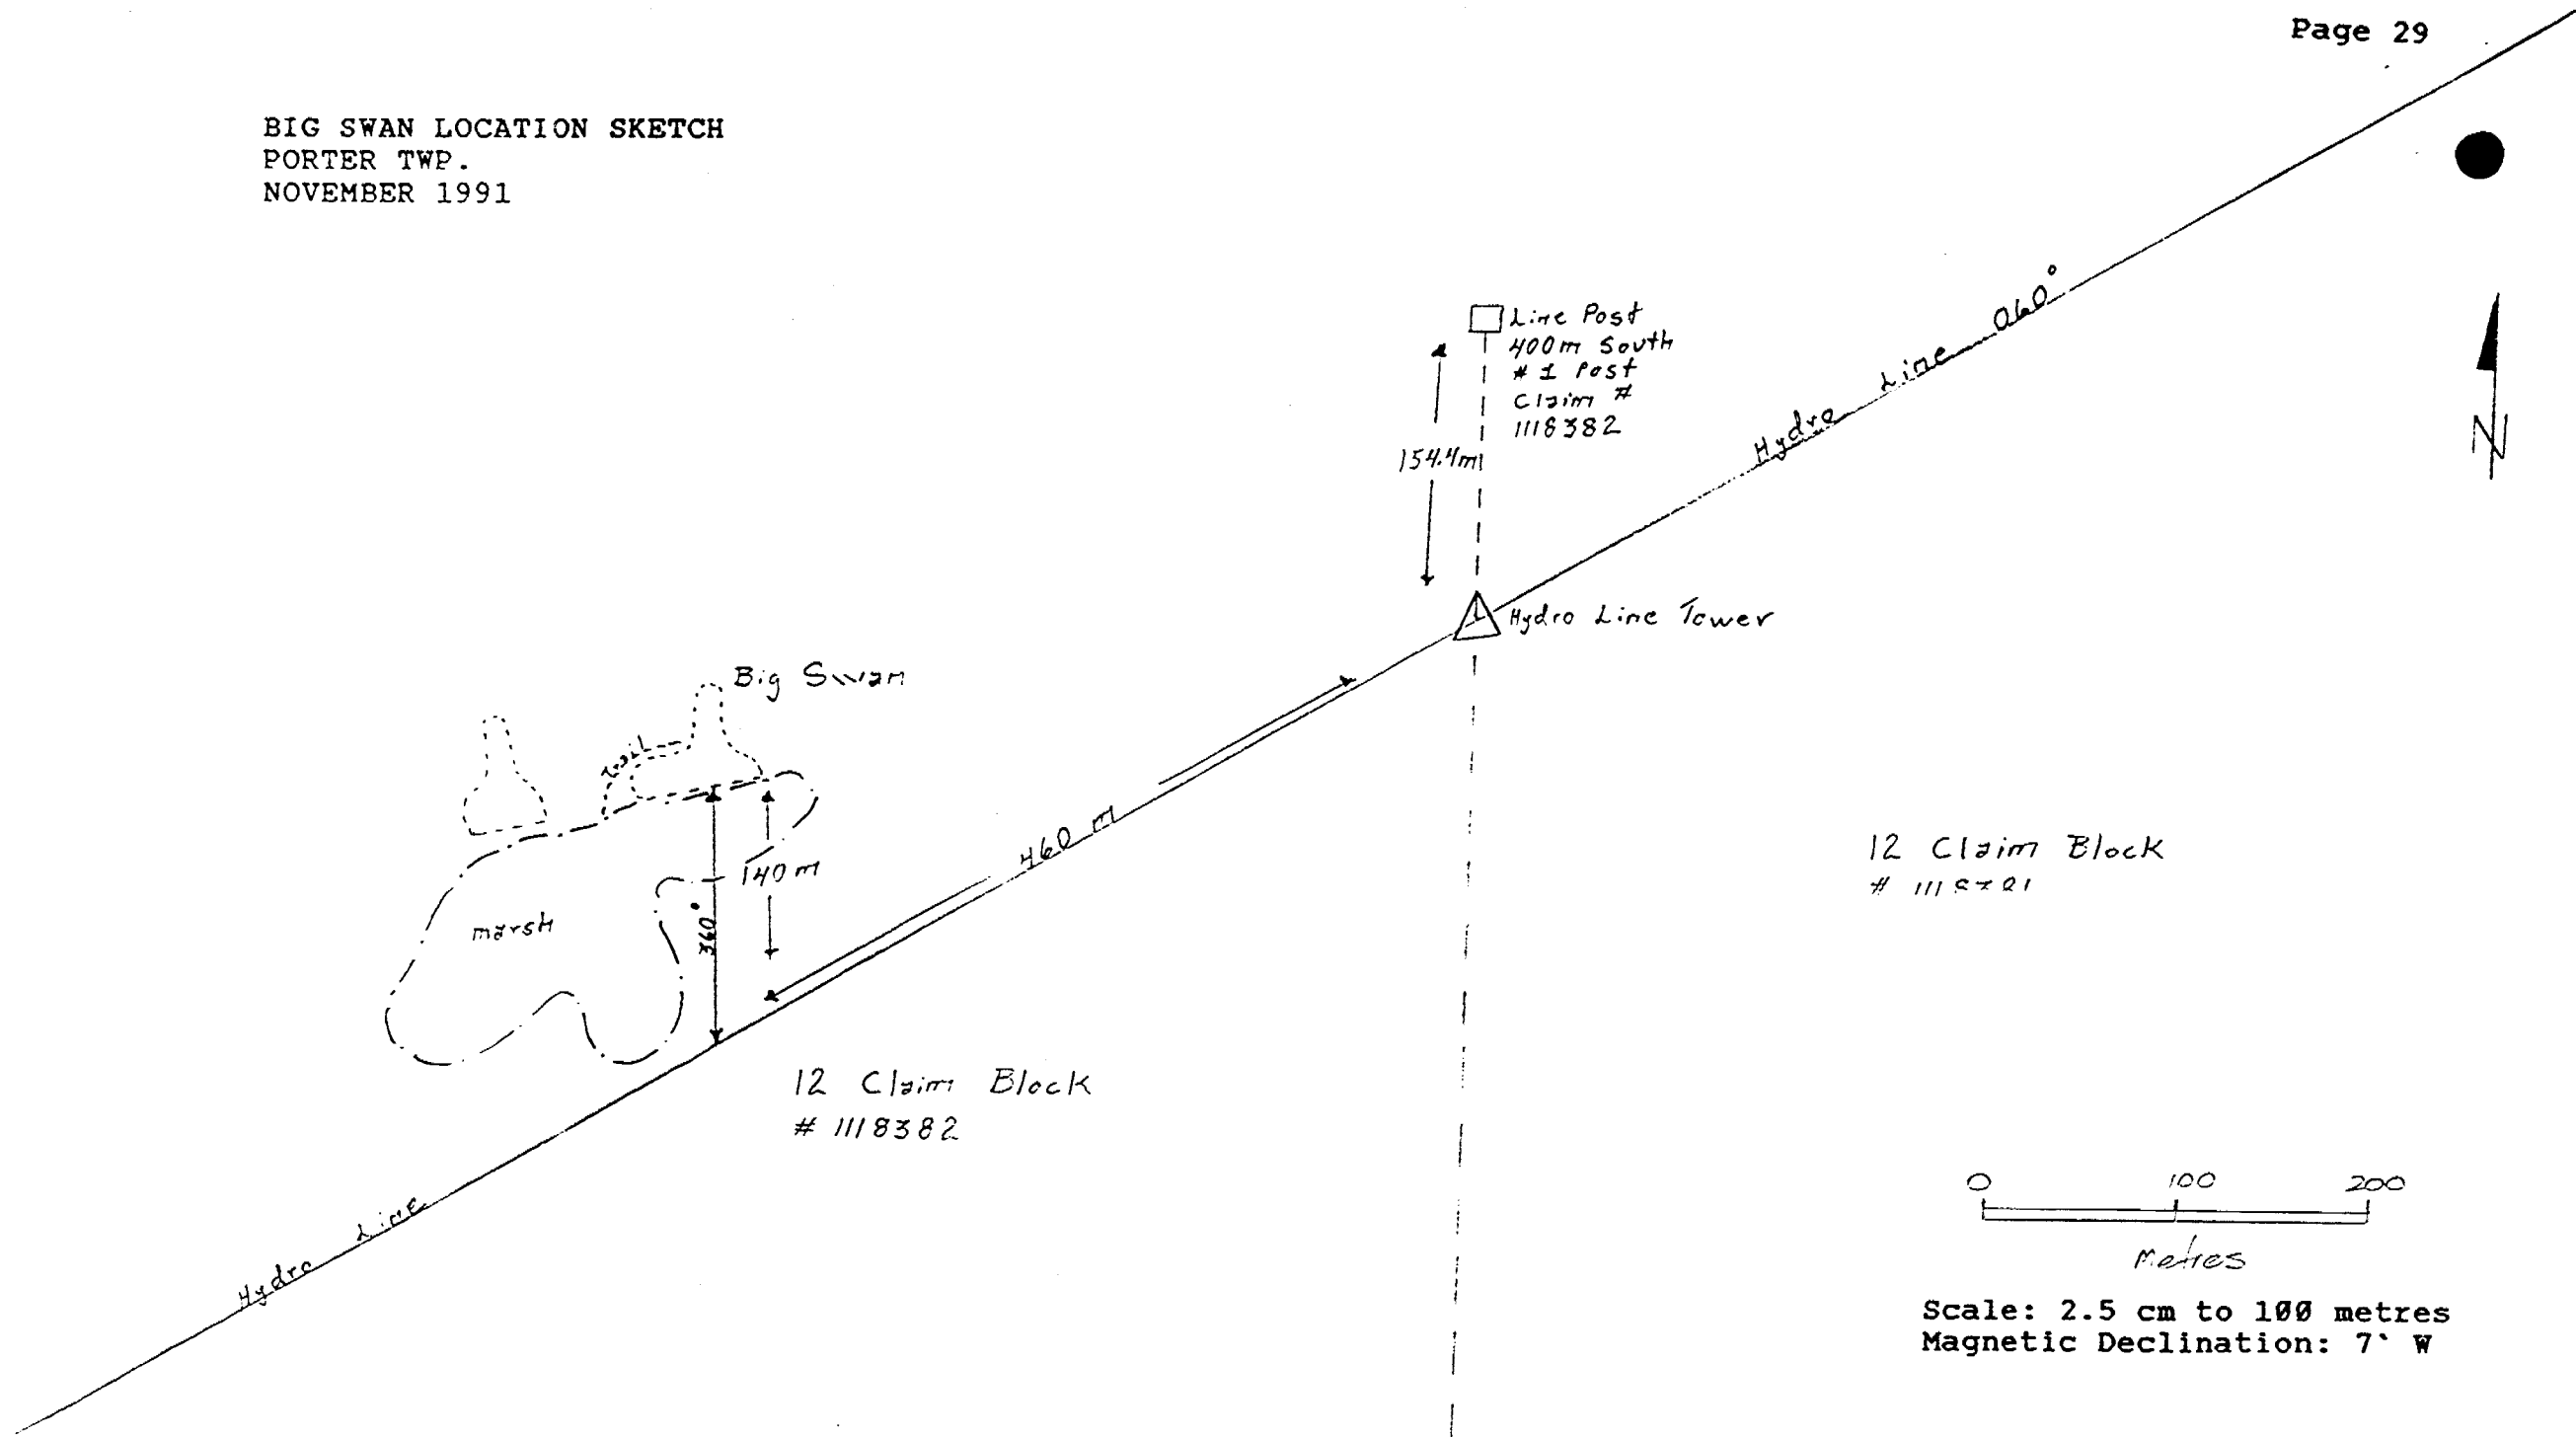 Page 29
BIG SWAN LOCATION SKETCH
PORTER TWP.
NOVEMBER 1991
Line Post
400m South
# 1 Post
Claim #
1118382
154.4m
Hydro Line 060°
Hydro Line Tower
Big Swan
Trail
460 m
140 m
360°
marsh
12 Claim Block
#
12 Claim Block
# 1118382
Hydro Line
0 100 200
Metres
Scale: 2.5 cm to 100 metres
Magnetic Declination: 7` W
N